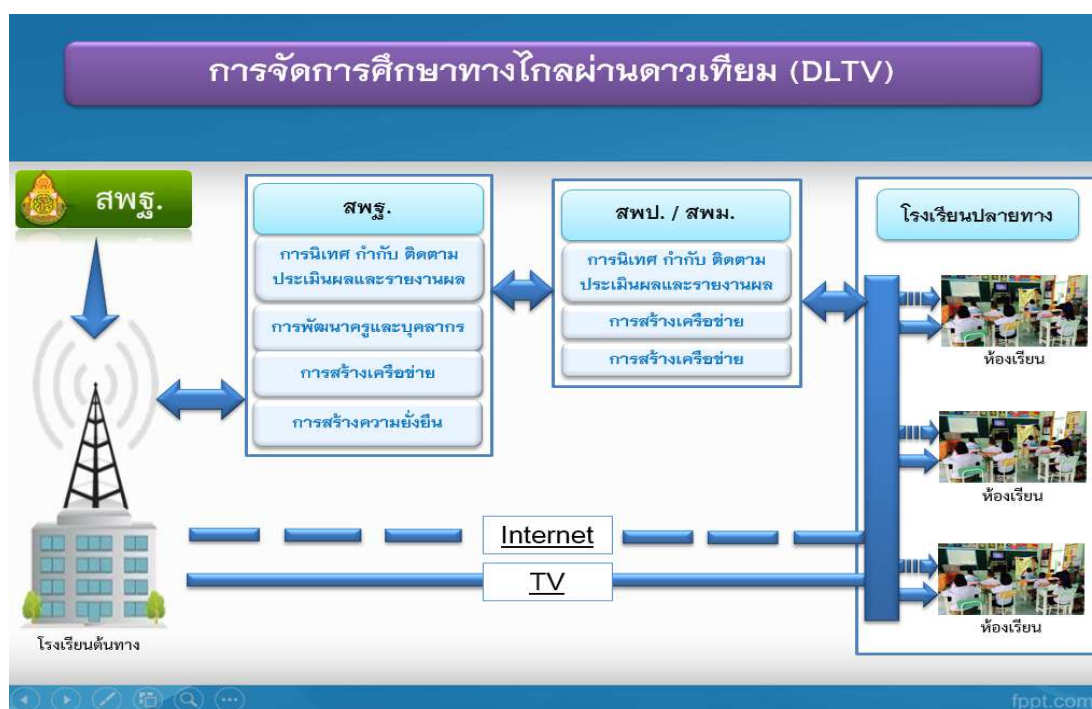 การจัดการศึกษาทางไกลผ่านดาวเทียม (DLTV)
สพฐ.
สพฐ.
การนิเทศ กำกับ ติดตาม
ประเมินผลและรายงานผล
การพัฒนาครูและบุคลากร
การสร้างเครือข่าย
การสร้างความยั่งยืน
สพป. / สพม.
การนิเทศ กำกับ ติดตาม
ประเมินผลและรายงานผล
การสร้างเครือข่าย
การสร้างเครือข่าย
โรงเรียนปลายทาง
ห้องเรียน
ห้องเรียน
ห้องเรียน
Internet
TV
โรงเรียนต้นทาง
fppt.com